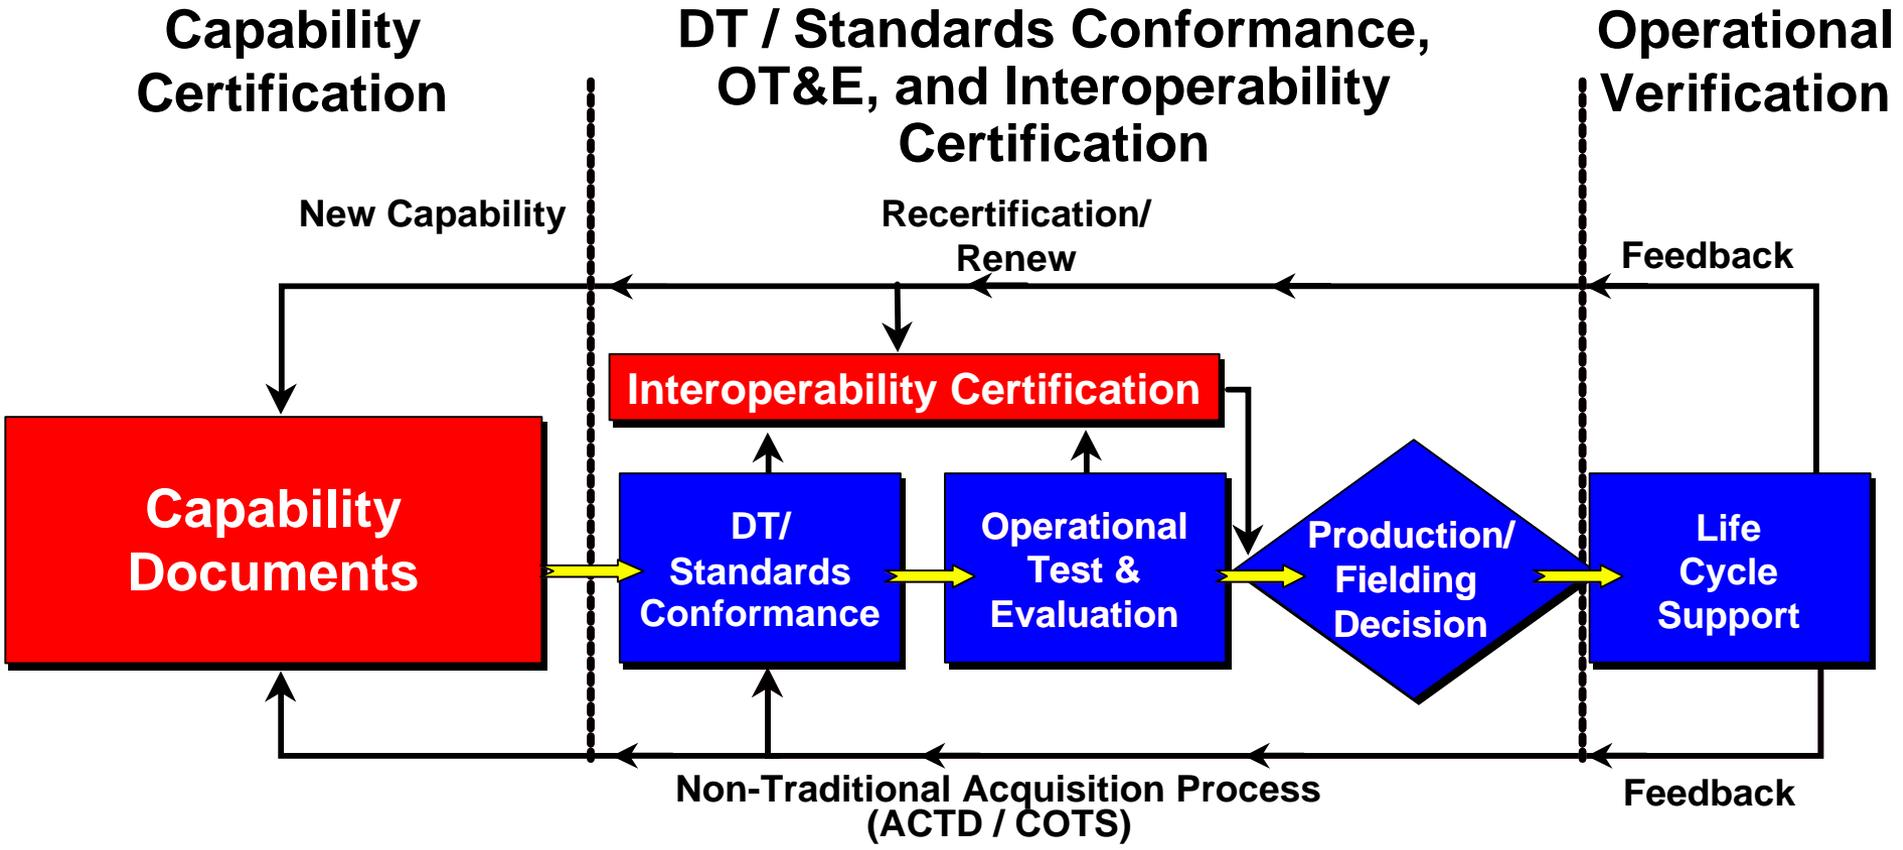 Capability
Certification
DT / Standards Conformance,
OT&E, and Interoperability
Certification
Operational
Verification
New Capability
Recertification/
Renew
Feedback
Interoperability Certification
Capability
Documents
DT/
Standards
Conformance
Operational
Test &
Evaluation
Production/
Fielding
Decision
Life
Cycle
Support
Non-Traditional Acquisition Process
(ACTD / COTS)
Feedback